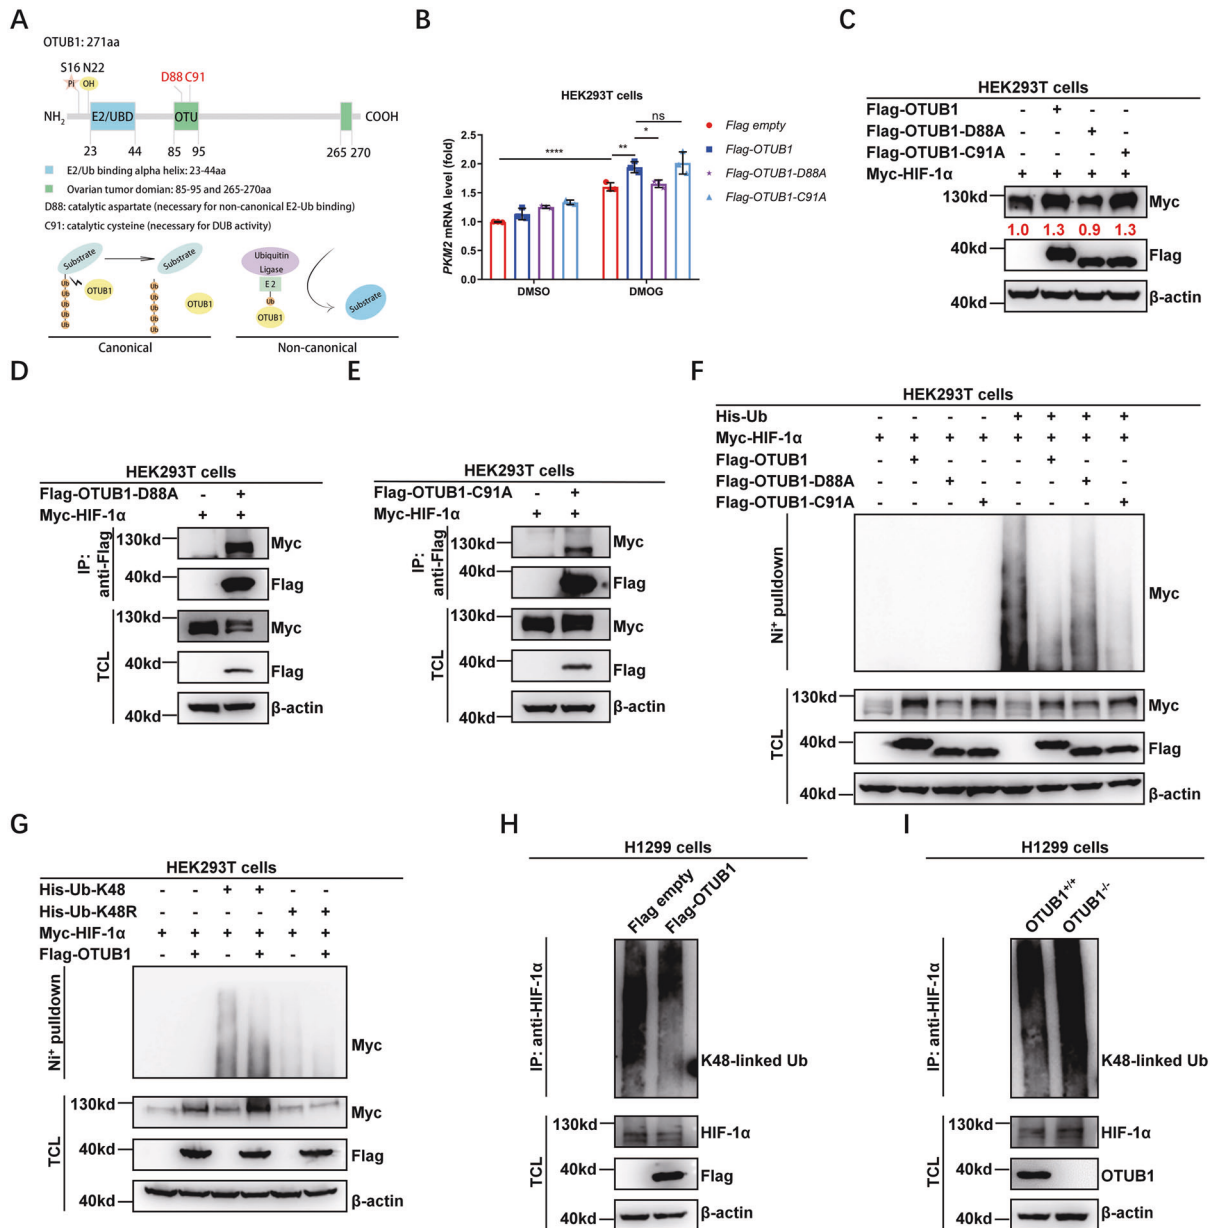 A
OTUB1: 271aa
S16 N22
D88 C91
PI OH
NH2 E2/UBD OTU COOH
23 44 85 95 265 270
E2/Ub binding alpha helix: 23-44aa
Ovarian tumor domian: 85-95 and 265-270aa
D88: catalytic aspartate (necessary for non-canonical E2-Ub binding)
C91: catalytic cysteine (necessary for DUB activity)
Substrate
Substrate
Ub
Ub
Ub
Ub
Ub
OTUB1
Ub
Ub
Ub
Ub
Ub
OTUB1
Ubiquitin
Ligase
E 2
Ub
OTUB1
Substrate
Canonical
Non-canonical
B
HEK293T cells
PKM2 mRNA level (fold)
2.5
2.0
1.5
1.0
0.5
0.0
****
**
*
ns
DMSO
DMOG
Flag empty
Flag-OTUB1
Flag-OTUB1-D88A
Flag-OTUB1-C91A
C
HEK293T cells
Flag-OTUB1 - + - -
Flag-OTUB1-D88A - - + -
Flag-OTUB1-C91A - - - +
Myc-HIF-1α + + + +
130kd Myc
1.0 1.3 0.9 1.3
40kd Flag
40kd β-actin
D
HEK293T cells
Flag-OTUB1-D88A - +
Myc-HIF-1α + +
IP:
anti-Flag
130kd Myc
40kd Flag
TCL
130kd Myc
40kd Flag
40kd β-actin
E
HEK293T cells
Flag-OTUB1-C91A - +
Myc-HIF-1α + +
IP:
anti-Flag
130kd Myc
40kd Flag
TCL
130kd Myc
40kd Flag
40kd β-actin
F
HEK293T cells
His-Ub - - - - + + + +
Myc-HIF-1α + + + + + + + +
Flag-OTUB1 - + - - - + - -
Flag-OTUB1-D88A - - + - - - + -
Flag-OTUB1-C91A - - - + - - - +
Ni+ pulldown
Myc
TCL
130kd Myc
40kd Flag
40kd β-actin
G
HEK293T cells
His-Ub-K48 - - + + - -
His-Ub-K48R - - - - + +
Myc-HIF-1α + + + + + +
Flag-OTUB1 - + - + - +
Ni+ pulldown
Myc
TCL
130kd Myc
40kd Flag
40kd β-actin
H
H1299 cells
Flag empty
Flag-OTUB1
IP: anti-HIF-1α
K48-linked Ub
TCL
130kd HIF-1α
40kd Flag
40kd β-actin
I
H1299 cells
OTUB1+/+
OTUB1-/-
IP: anti-HIF-1α
K48-linked Ub
TCL
130kd HIF-1α
40kd OTUB1
40kd β-actin